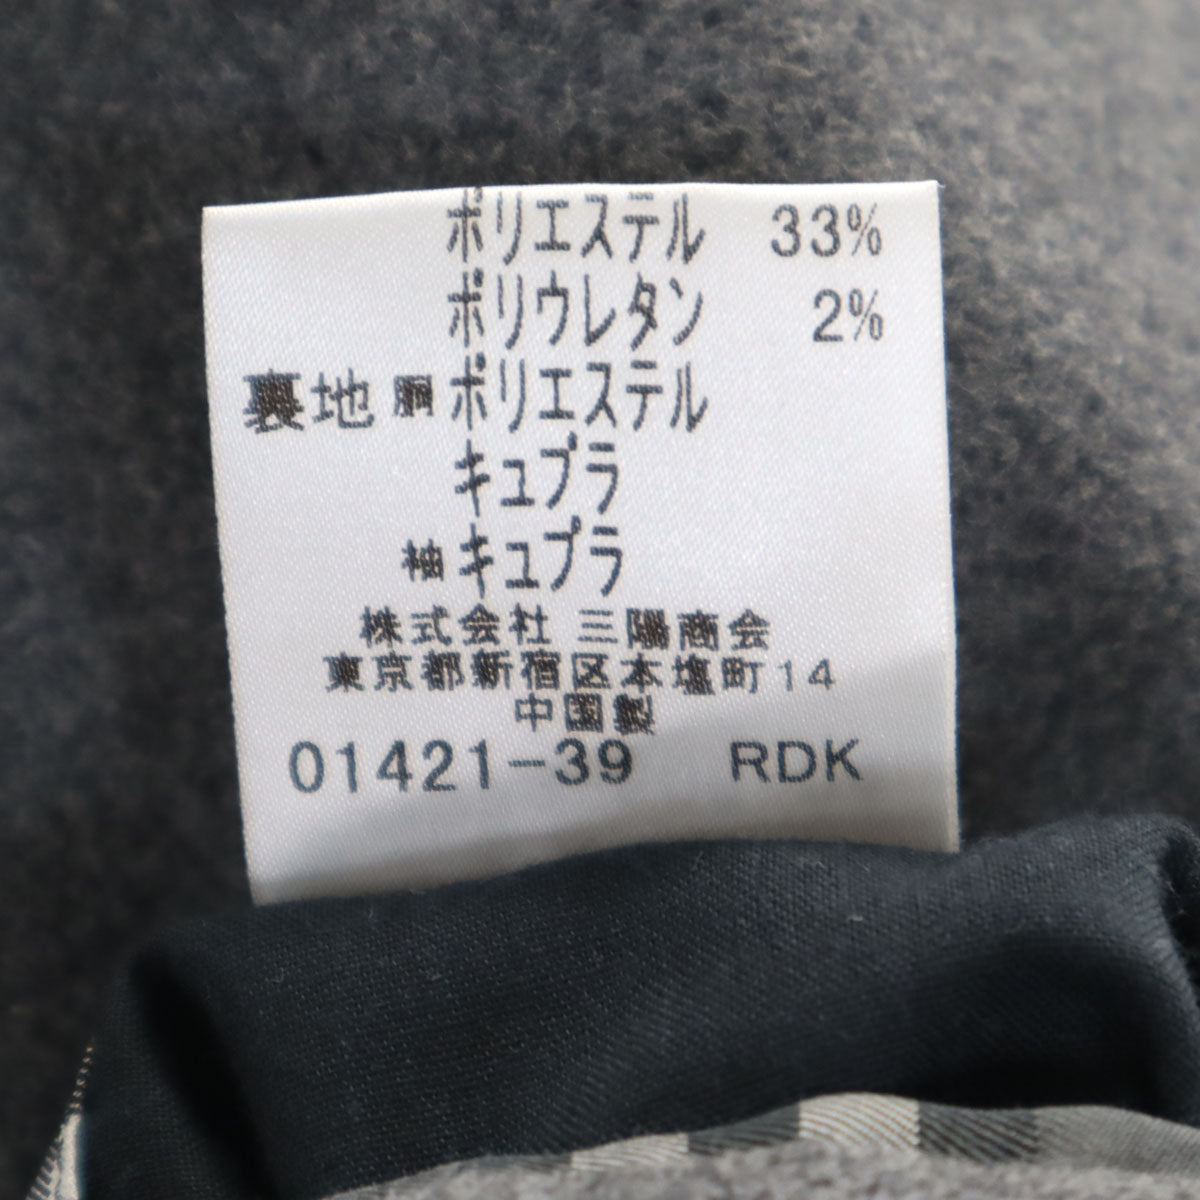 ポリエステル 33%
ポリウレタン 2%
裏地 胴 ポリエステル
キュプラ
袖 キュプラ
株式会社 三陽商会
東京都新宿区本塩町14
中国製
01421-39 RDK